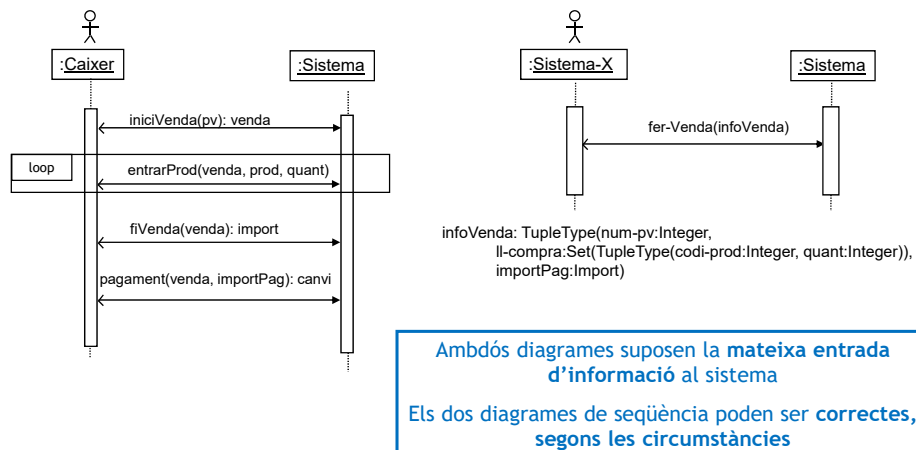 :Caixer
:Sistema
iniciVenda(pv): venda
loop
entrarProd(venda, prod, quant)
fiVenda(venda): import
pagament(venda, importPag): canvi
:Sistema-X
:Sistema
fer-Venda(infoVenda)
infoVenda: TupleType(num-pv:Integer,
ll-compra:Set(TupleType(codi-prod:Integer, quant:Integer)),
importPag:Import)
Ambdós diagrames suposen la mateixa entrada
d’informació al sistema
Els dos diagrames de seqüència poden ser correctes,
segons les circumstàncies